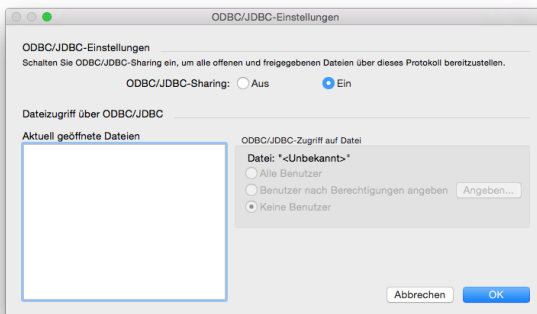 ODBC/JDBC-Einstellungen
ODBC/JDBC-Einstellungen
Schalten Sie ODBC/JDBC-Sharing ein, um alle offenen und freigegebenen Dateien über dieses Protokoll bereitzustellen.
ODBC/JDBC-Sharing: Aus Ein
Dateizugriff über ODBC/JDBC
Aktuell geöffnete Dateien
ODBC/JDBC-Zugriff auf Datei
Datei: "<Unbekannt>"
Alle Benutzer
Benutzer nach Berechtigungen angeben Angeben...
Keine Benutzer
Abbrechen OK